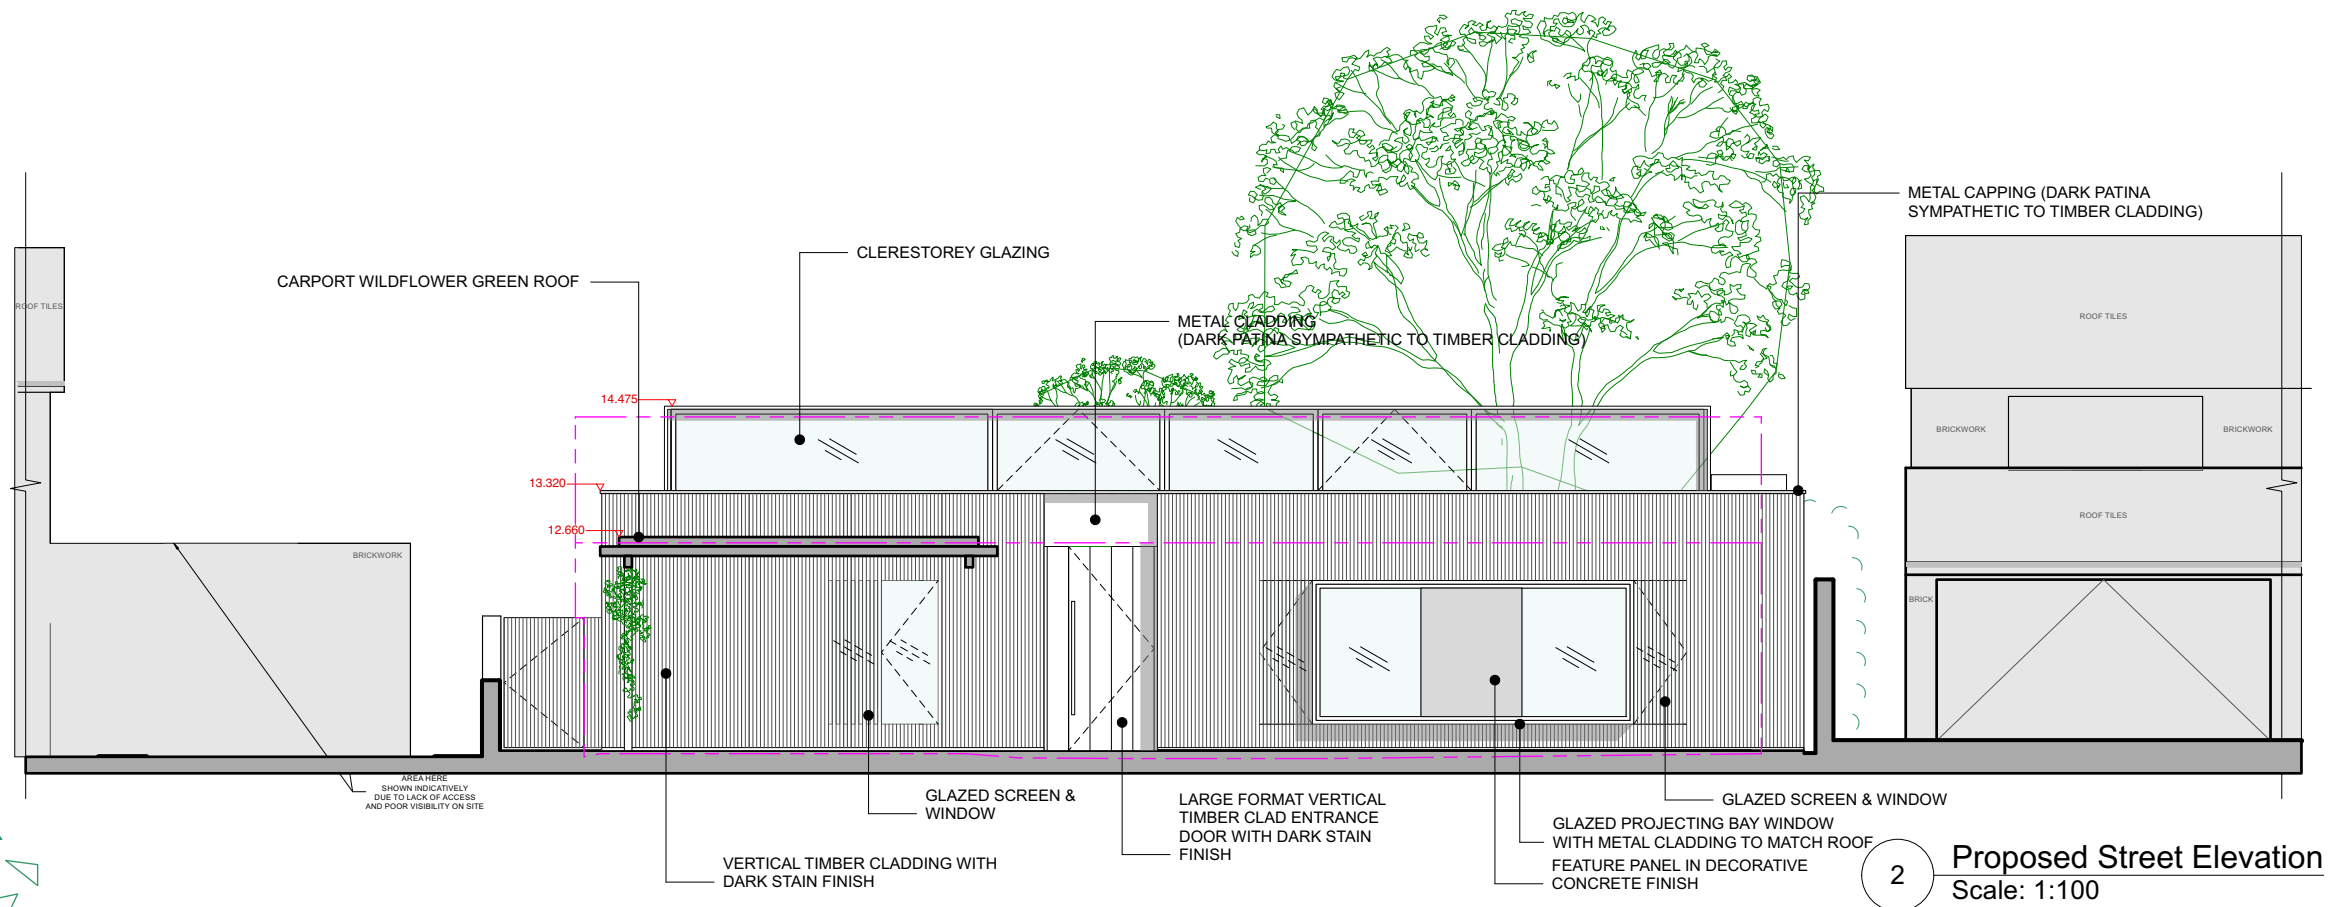 METAL CAPPING (DARK PATINA
SYMPATHETIC TO TIMBER CLADDING)
CLERESTOREY GLAZING
CARPORT WILDFLOWER GREEN ROOF
ROOF TILES
METAL CLADDING
(DARK PATINA SYMPATHETIC TO TIMBER CLADDING)
ROOF TILES
14.475
BRICKWORK
BRICKWORK
13.320
ROOF TILES
12.660
BRICKWORK
BRICK
AREA HERE
SHOWN INDICATIVELY
DUE TO LACK OF ACCESS
AND POOR VISIBILITY ON SITE
GLAZED SCREEN &
WINDOW
LARGE FORMAT VERTICAL
TIMBER CLAD ENTRANCE
DOOR WITH DARK STAIN
FINISH
GLAZED SCREEN & WINDOW
GLAZED PROJECTING BAY WINDOW
WITH METAL CLADDING TO MATCH ROOF
VERTICAL TIMBER CLADDING WITH
DARK STAIN FINISH
FEATURE PANEL IN DECORATIVE
CONCRETE FINISH
2
Proposed Street Elevation
Scale: 1:100